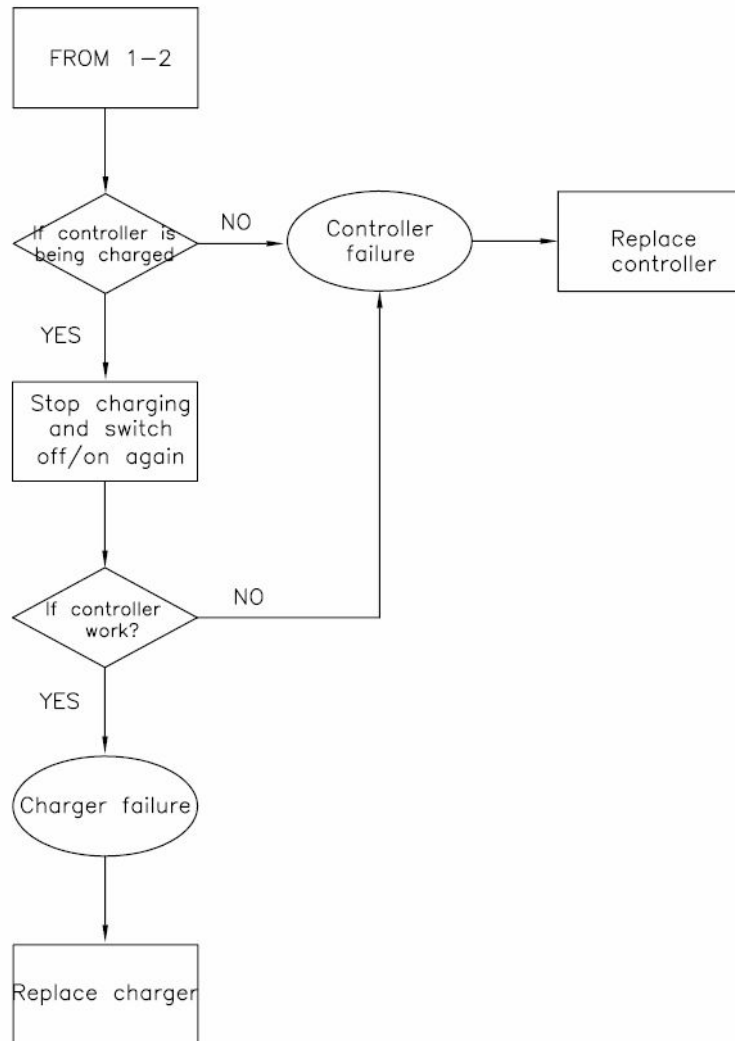 FROM 1-2
If controller is
being charged
NO
Controller
failure
Replace
controller
YES
Stop charging
and switch
off/on again
If controller
work?
NO
YES
Charger failure
Replace charger